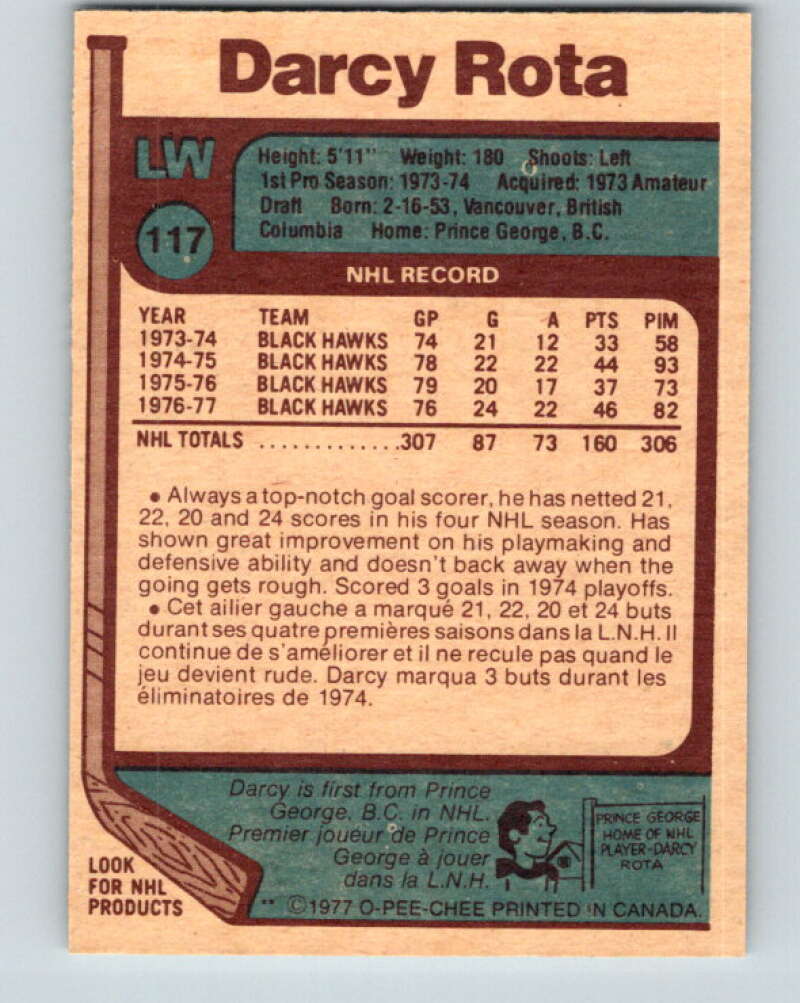 Darcy Rota
LW
117
Height: 5'11" Weight: 180 Shoots: Left
1st Pro Season: 1973-74 Acquired: 1973 Amateur
Draft Born: 2-16-53, Vancouver, British
Columbia Home: Prince George, B.C.
NHL RECORD
YEAR TEAM GP G A PTS PIM
1973-74 BLACK HAWKS 74 21 12 33 58
1974-75 BLACK HAWKS 78 22 22 44 93
1975-76 BLACK HAWKS 79 20 17 37 73
1976-77 BLACK HAWKS 76 24 22 46 82
NHL TOTALS .............307 87 73 160 306
• Always a top-notch goal scorer, he has netted 21,
22, 20 and 24 scores in his four NHL season. Has
shown great improvement on his playmaking and
defensive ability and doesn't back away when the
going gets rough. Scored 3 goals in 1974 playoffs.
• Cet ailier gauche a marqué 21, 22, 20 et 24 buts
durant ses quatre premières saisons dans la L.N.H. Il
continue de s'améliorer et il ne recule pas quand le
jeu devient rude. Darcy marqua 3 buts durant les
éliminatoires de 1974.
Darcy is first from Prince
George, B.C. in NHL.
Premier joueur de Prince
George à jouer
dans la L.N.H.
PRINCE GEORGE
HOME OF NHL
PLAYER-DARCY
ROTA
LOOK
FOR NHL
PRODUCTS
** ©1977 O-PEE-CHEE PRINTED IN CANADA.